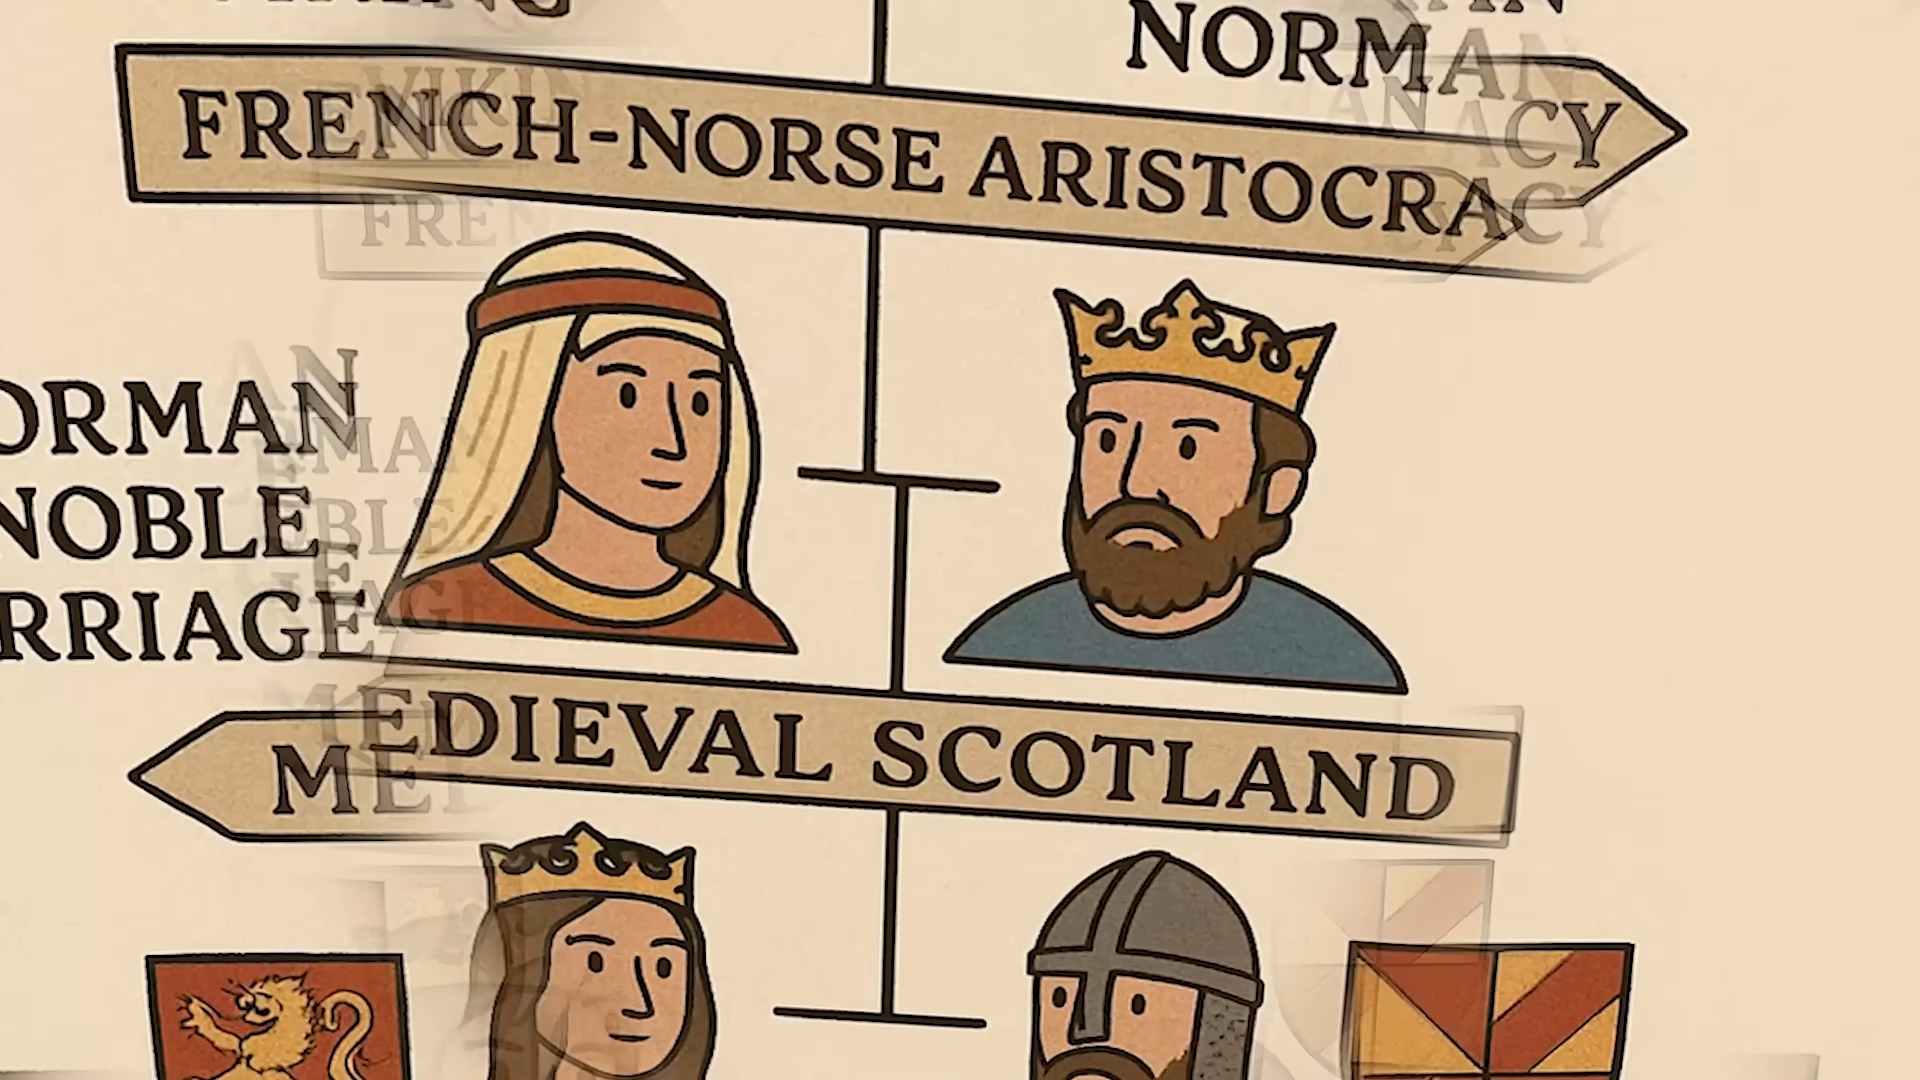 NORMAN
FRENCH-NORSE ARISTOCRACY
ORMAN
NOBLE
RRIAGE
MEDIEVAL SCOTLAND